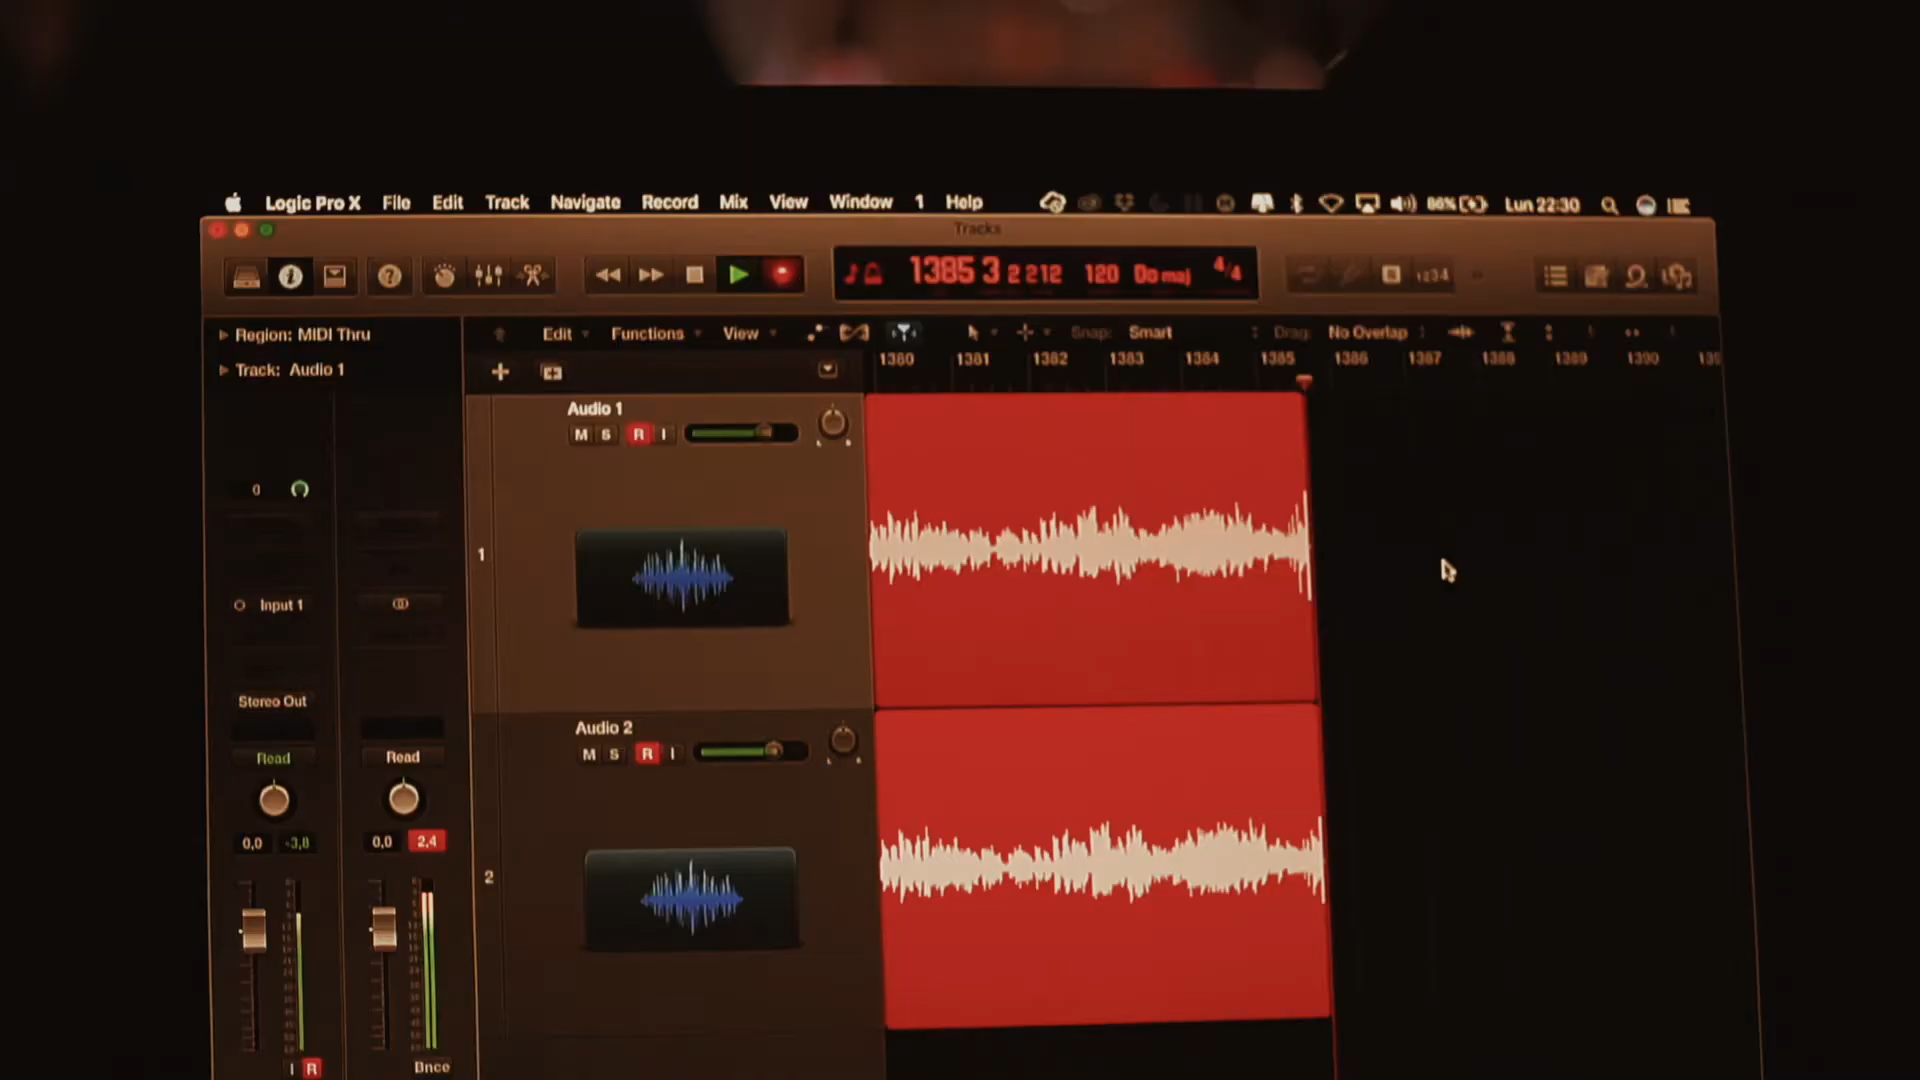 Logic Pro X File Edit Track Navigate Record Mix View Window 1 Help 86% Lun 22:30
Tracks
1385 3 2 212 120 Do maj 4/4
1234
Region: MIDI Thru
Edit Functions View Snap: Smart Drag: No Overlap
1380 1381 1382 1383 1384 1385 1386 1387 1388 1389 1390
Track: Audio 1
Audio 1
M S R I
0
1
Input 1
Stereo Out
Audio 2
M S R I
Read Read
0,0 -3,8 0,0 2,4
2
I R
Bnce